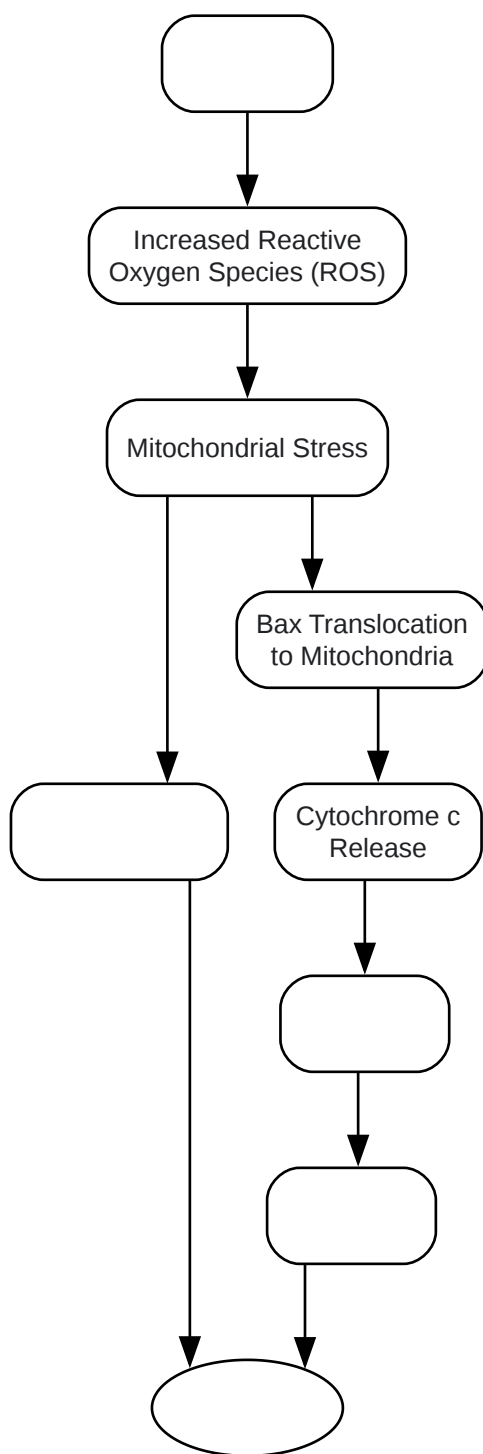 Increased Reactive
Oxygen Species (ROS)
Mitochondrial Stress
Bax Translocation
to Mitochondria
Cytochrome c
Release